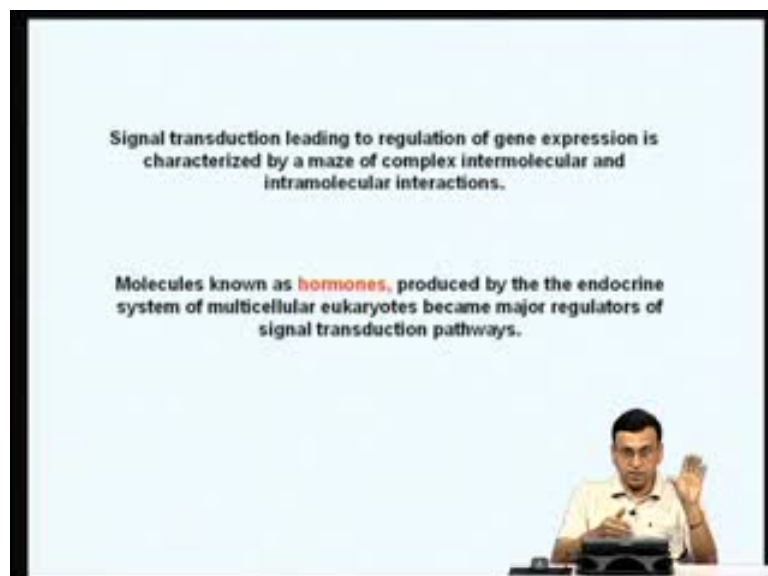 Signal transduction leading to regulation of gene expression is
characterized by a maze of complex intermolecular and
intramolecular interactions.
Molecules known as hormones, produced by the the endocrine
system of multicellular eukaryotes became major regulators of
signal transduction pathways.